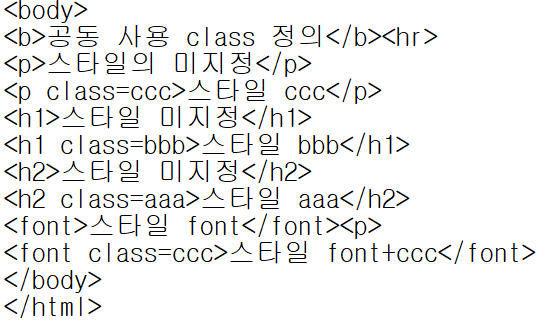 <body>
<b>공동 사용 class 정의</b><hr>
<p>스타일의 미지정</p>
<p class=ccc>스타일 ccc</p>
<h1>스타일 미지정</h1>
<h1 class=bbb>스타일 bbb</h1>
<h2>스타일 미지정</h2>
<h2 class=aaa>스타일 aaa</h2>
<font>스타일 font</font><p>
<font class=ccc>스타일 font+ccc</font>
</body>
</html>